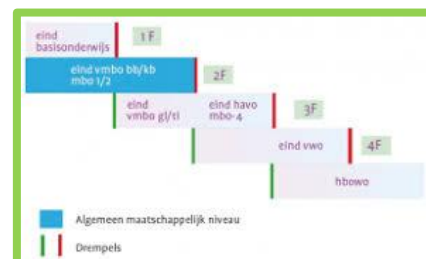 eind
basisonderwijs
1F
eind vmbo bb/kb
mbo 1/2
2F
eind
vmbo gl/tl
eind havo
mbo-4
3F
eind vwo
4F
hbowo
Algemeen maatschappelijk niveau
Drempels